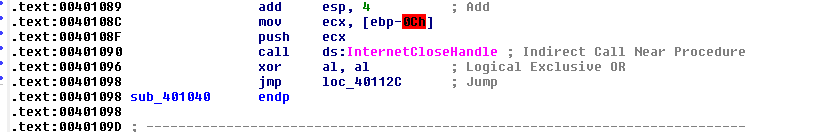 .text:00401089 add esp, 4 ; Add
.text:0040108C mov ecx, [ebp-0Ch]
.text:0040108F push ecx
.text:00401090 call ds:InternetCloseHandle ; Indirect Call Near Procedure
.text:00401096 xor al, al ; Logical Exclusive OR
.text:00401098 jmp loc_40112C ; Jump
.text:00401098 sub_401040 endp
.text:00401098
.text:0040109D ; ---------------------------------------------------------------------------